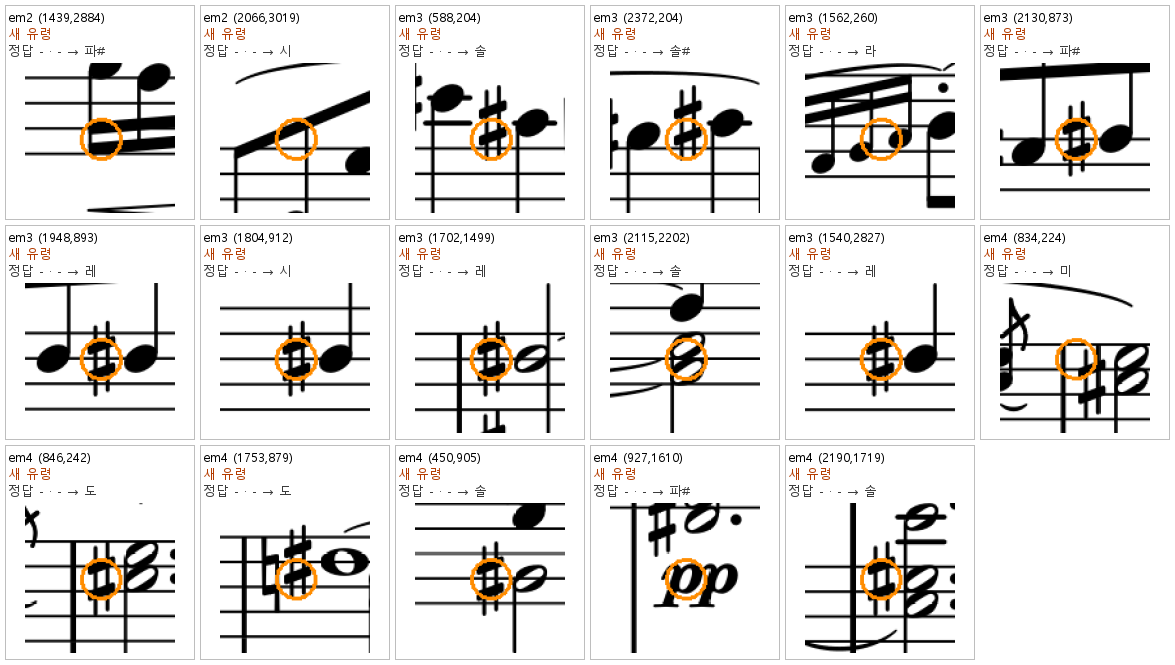 em2 (1439,2884)
새 유령
정답 - · - → 파#
em2 (2066,3019)
새 유령
정답 - · - → 시
em3 (588,204)
새 유령
정답 - · - → 솔
em3 (2372,204)
새 유령
정답 - · - → 솔#
em3 (1562,260)
새 유령
정답 - · - → 라
em3 (2130,873)
새 유령
정답 - · - → 파#
em3 (1948,893)
새 유령
정답 - · - → 레
em3 (1804,912)
새 유령
정답 - · - → 시
em3 (1702,1499)
새 유령
정답 - · - → 레
em3 (2115,2202)
새 유령
정답 - · - → 솔
em3 (1540,2827)
새 유령
정답 - · - → 레
em4 (834,224)
새 유령
정답 - · - → 미
em4 (846,242)
새 유령
정답 - · - → 도
em4 (1753,879)
새 유령
정답 - · - → 도
em4 (450,905)
새 유령
정답 - · - → 솔
em4 (927,1610)
새 유령
정답 - · - → 파#
pp
em4 (2190,1719)
새 유령
정답 - · - → 솔